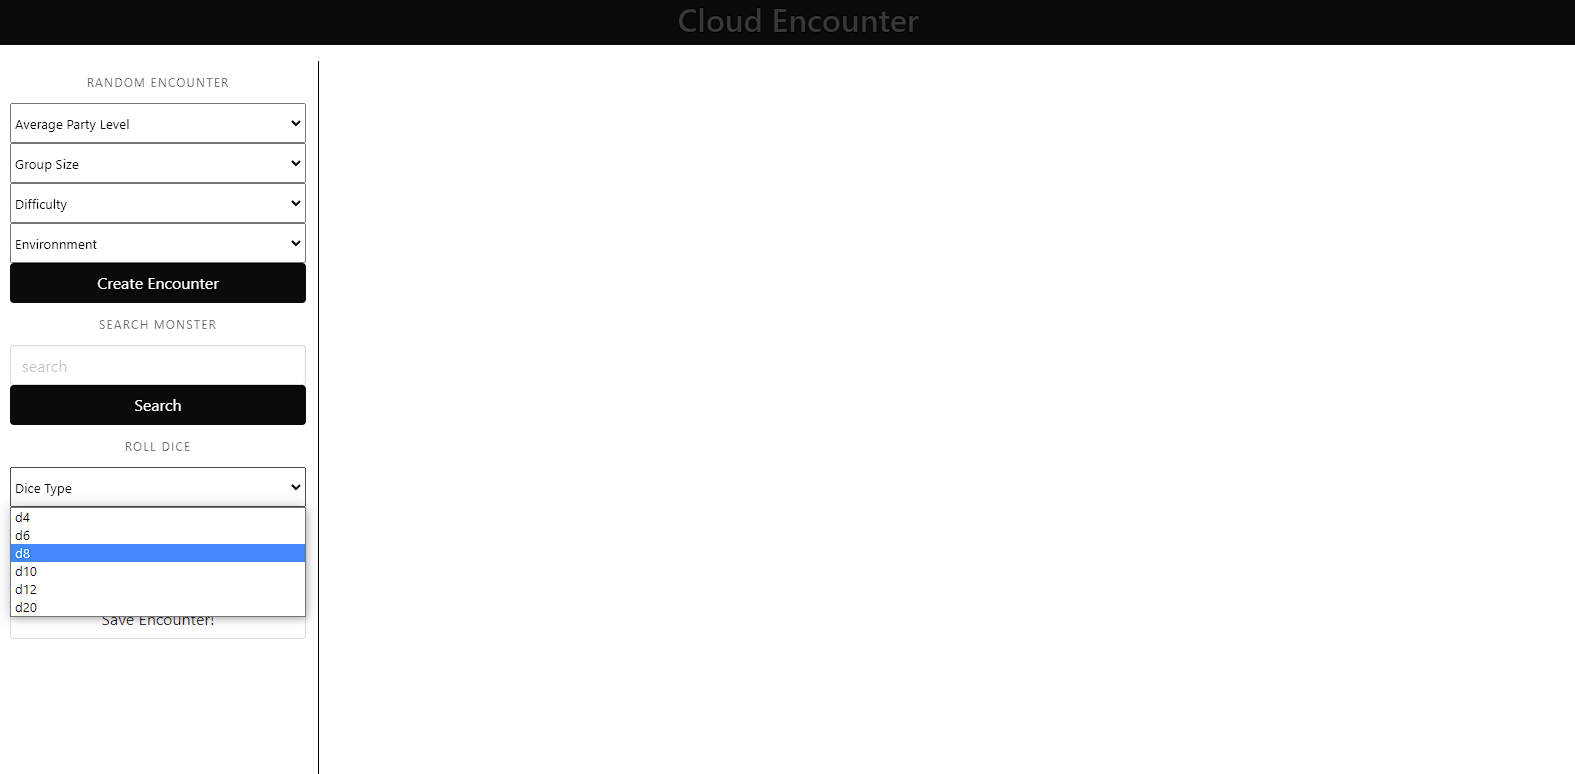 Cloud Encounter
RANDOM ENCOUNTER
Average Party Level
Group Size
Difficulty
Environnment
Create Encounter
SEARCH MONSTER
search
Search
ROLL DICE
Dice Type
d4
d6
d8
d10
d12
d20
Save Encounter!